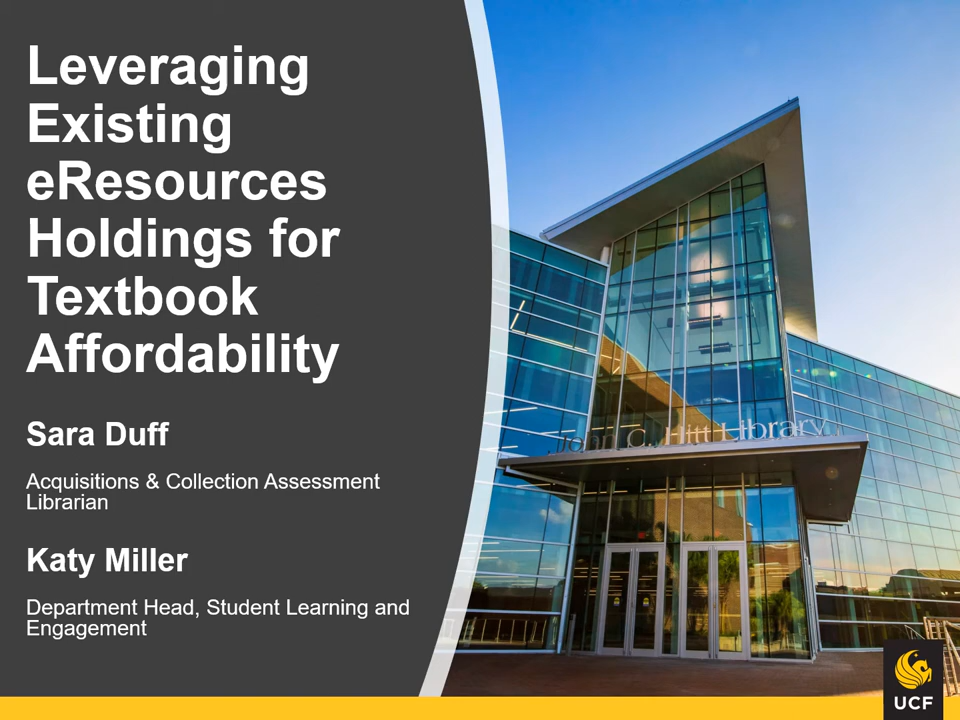 Leveraging
Existing
eResources
Holdings for
Textbook
Affordability
Sara Duff
Acquisitions & Collection Assessment
Librarian
Katy Miller
Department Head, Student Learning and
Engagement
John C. Hitt Library
UCF